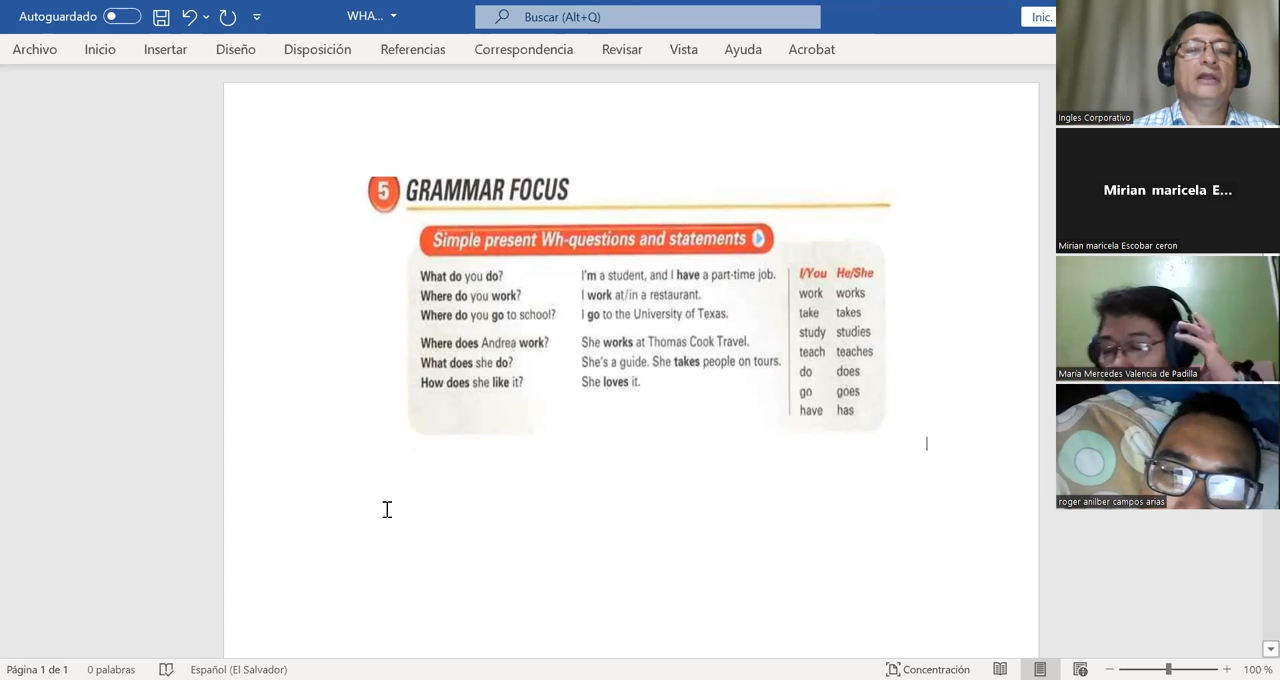 Autoguardado
WHA...
Buscar (Alt+Q)
Inic.
Archivo Inicio Insertar Diseño Disposición Referencias Correspondencia Revisar Vista Ayuda Acrobat
Ingles Corporativo
Mirian maricela E...
Mirian maricela Escobar ceron
María Mercedes Valencia de Padilla
roger anilber campos arias
5 GRAMMAR FOCUS
Simple present Wh-questions and statements
What do you do? I'm a student, and I have a part-time job.
Where do you work? I work at/in a restaurant.
Where do you go to school? I go to the University of Texas.
Where does Andrea work? She works at Thomas Cook Travel.
What does she do? She's a guide. She takes people on tours.
How does she like it? She loves it.
I/You He/She
work works
take takes
study studies
teach teaches
do does
go goes
have has
Página 1 de 1 0 palabras Español (El Salvador) Concentración 100 %